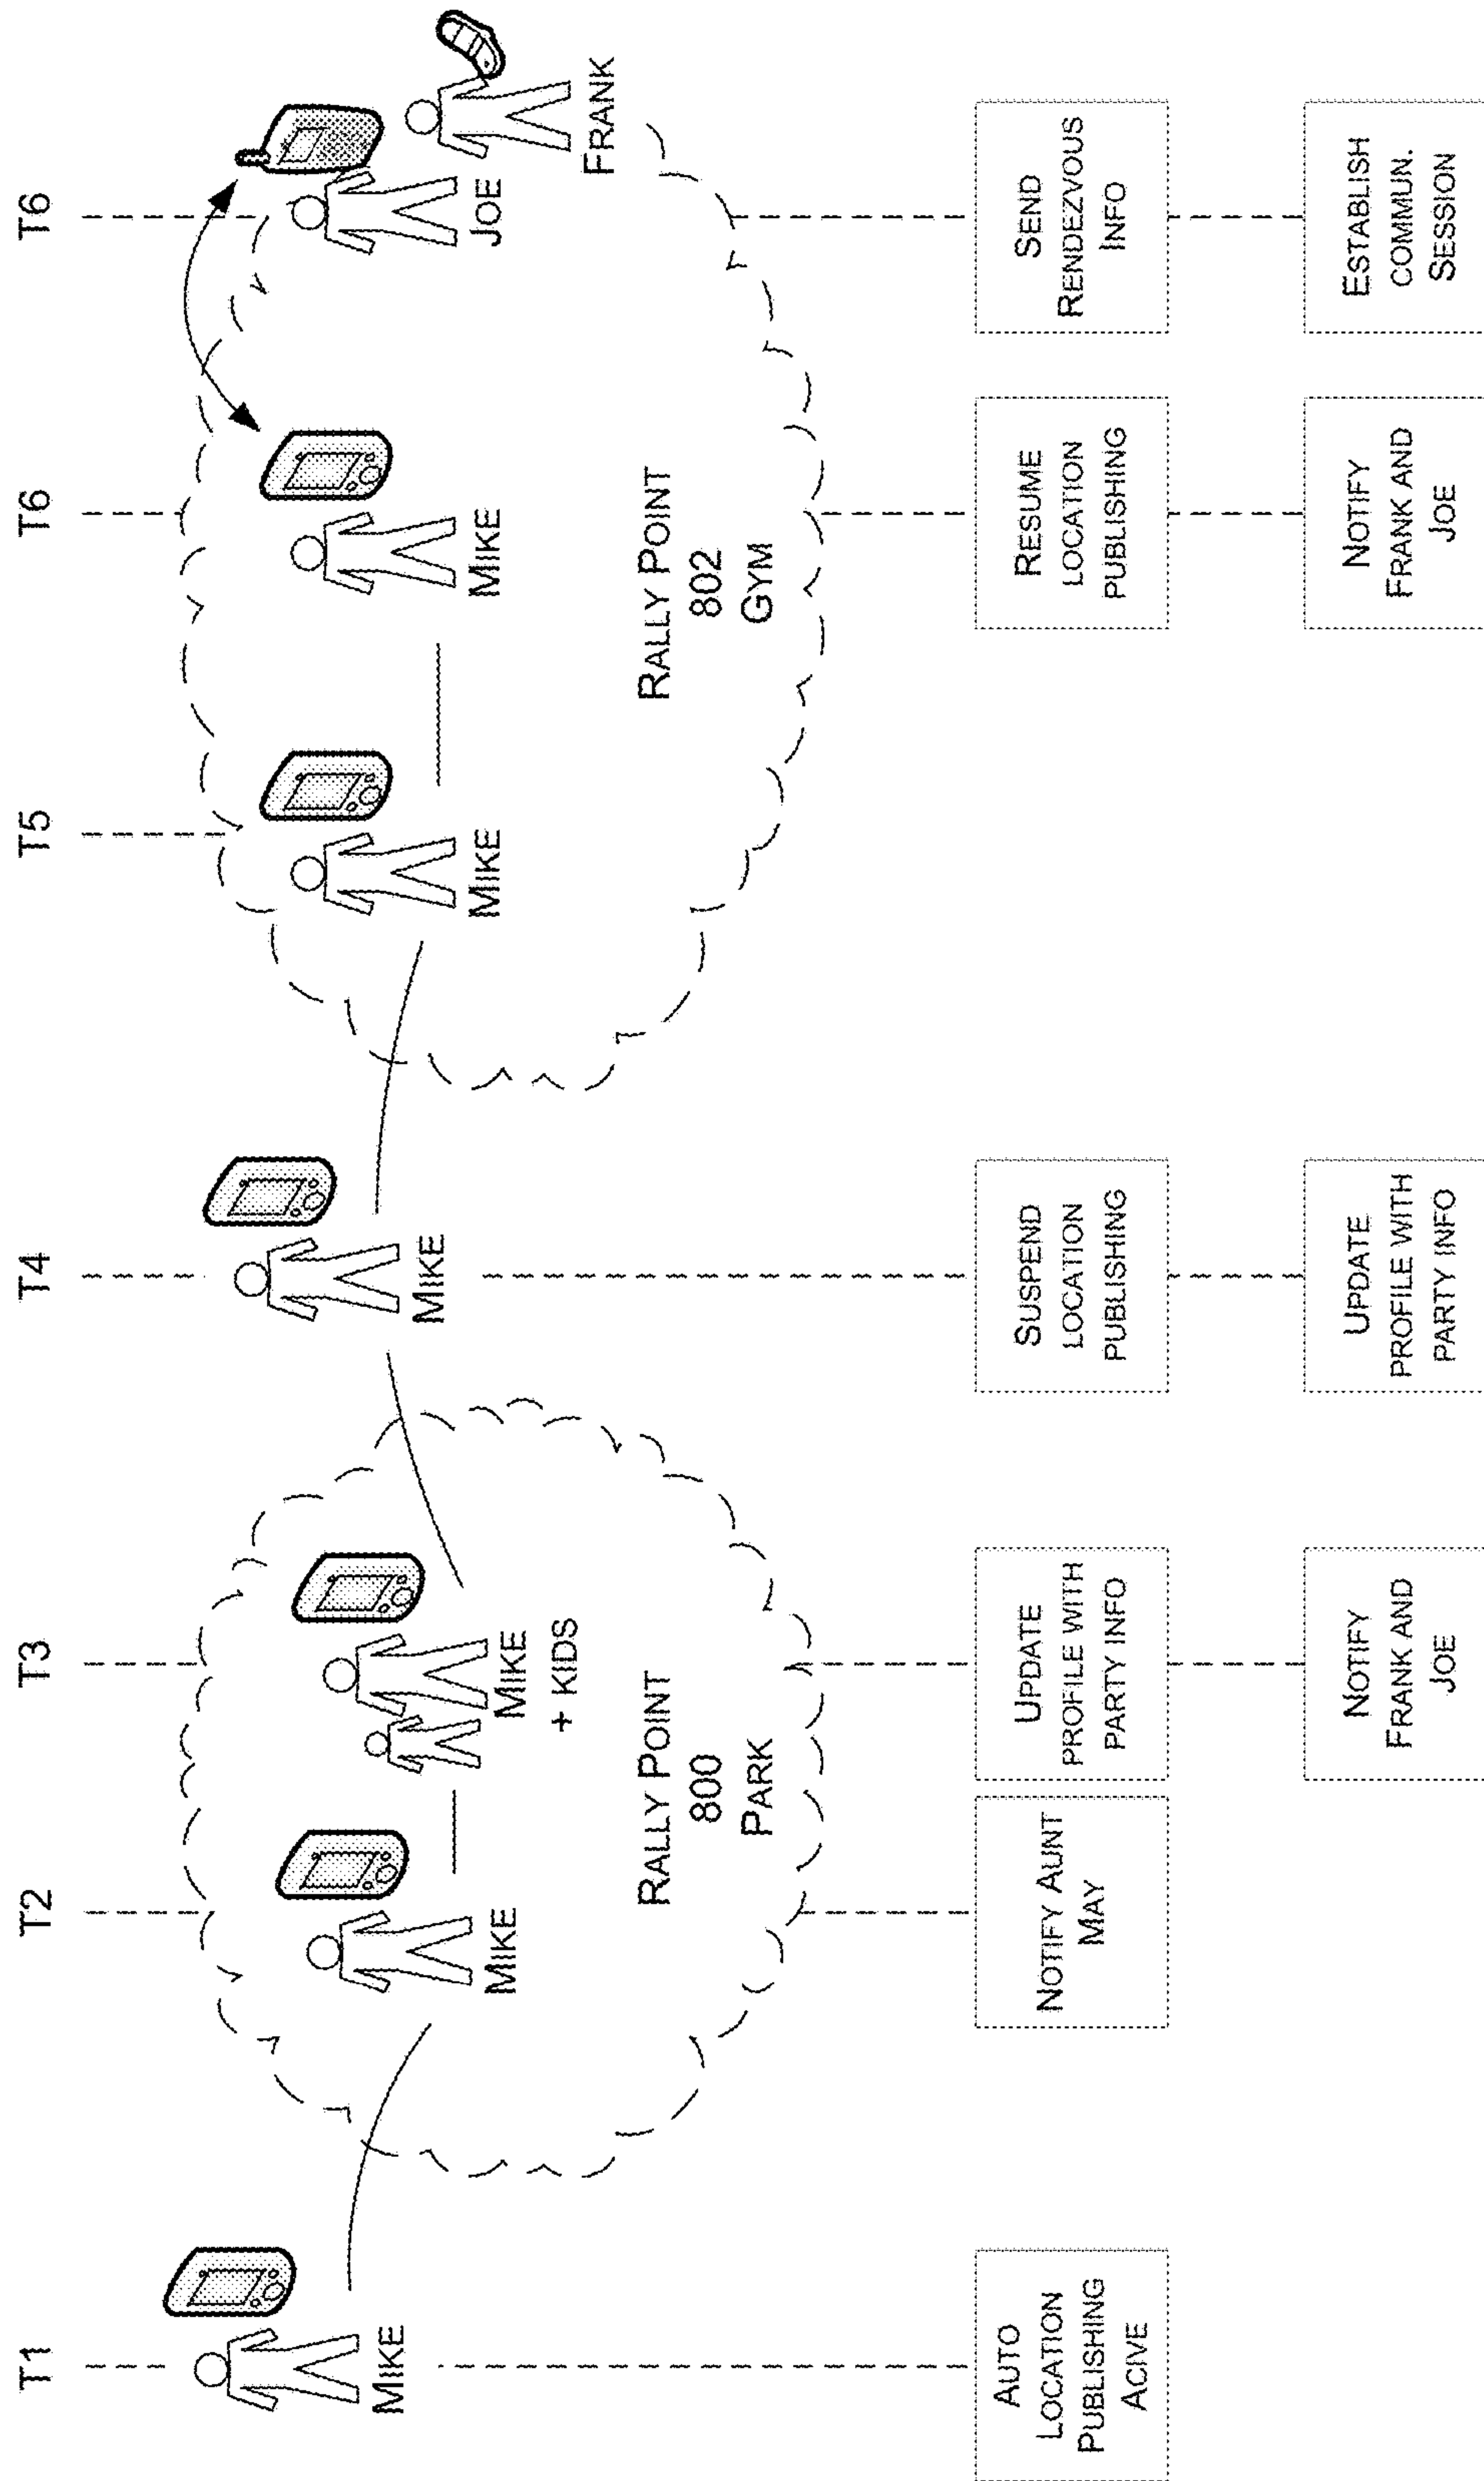 T1
T2
T3
T4
T5
T6
T6
MIKE
MIKE
MIKE
+ KIDS
MIKE
MIKE
MIKE
JOE
FRANK
RALLY POINT
800
PARK
RALLY POINT
802
GYM
AUTO
LOCATION
PUBLISHING
ACIVE
NOTIFY AUNT
MAY
UPDATE
PROFILE WITH
PARTY INFO
SUSPEND
LOCATION
PUBLISHING
RESUME
LOCATION
PUBLISHING
SEND
RENDEZVOUS
INFO
NOTIFY
FRANK AND
JOE
UPDATE
PROFILE WITH
PARTY INFO
NOTIFY
FRANK AND
JOE
ESTABLISH
COMMUN.
SESSION